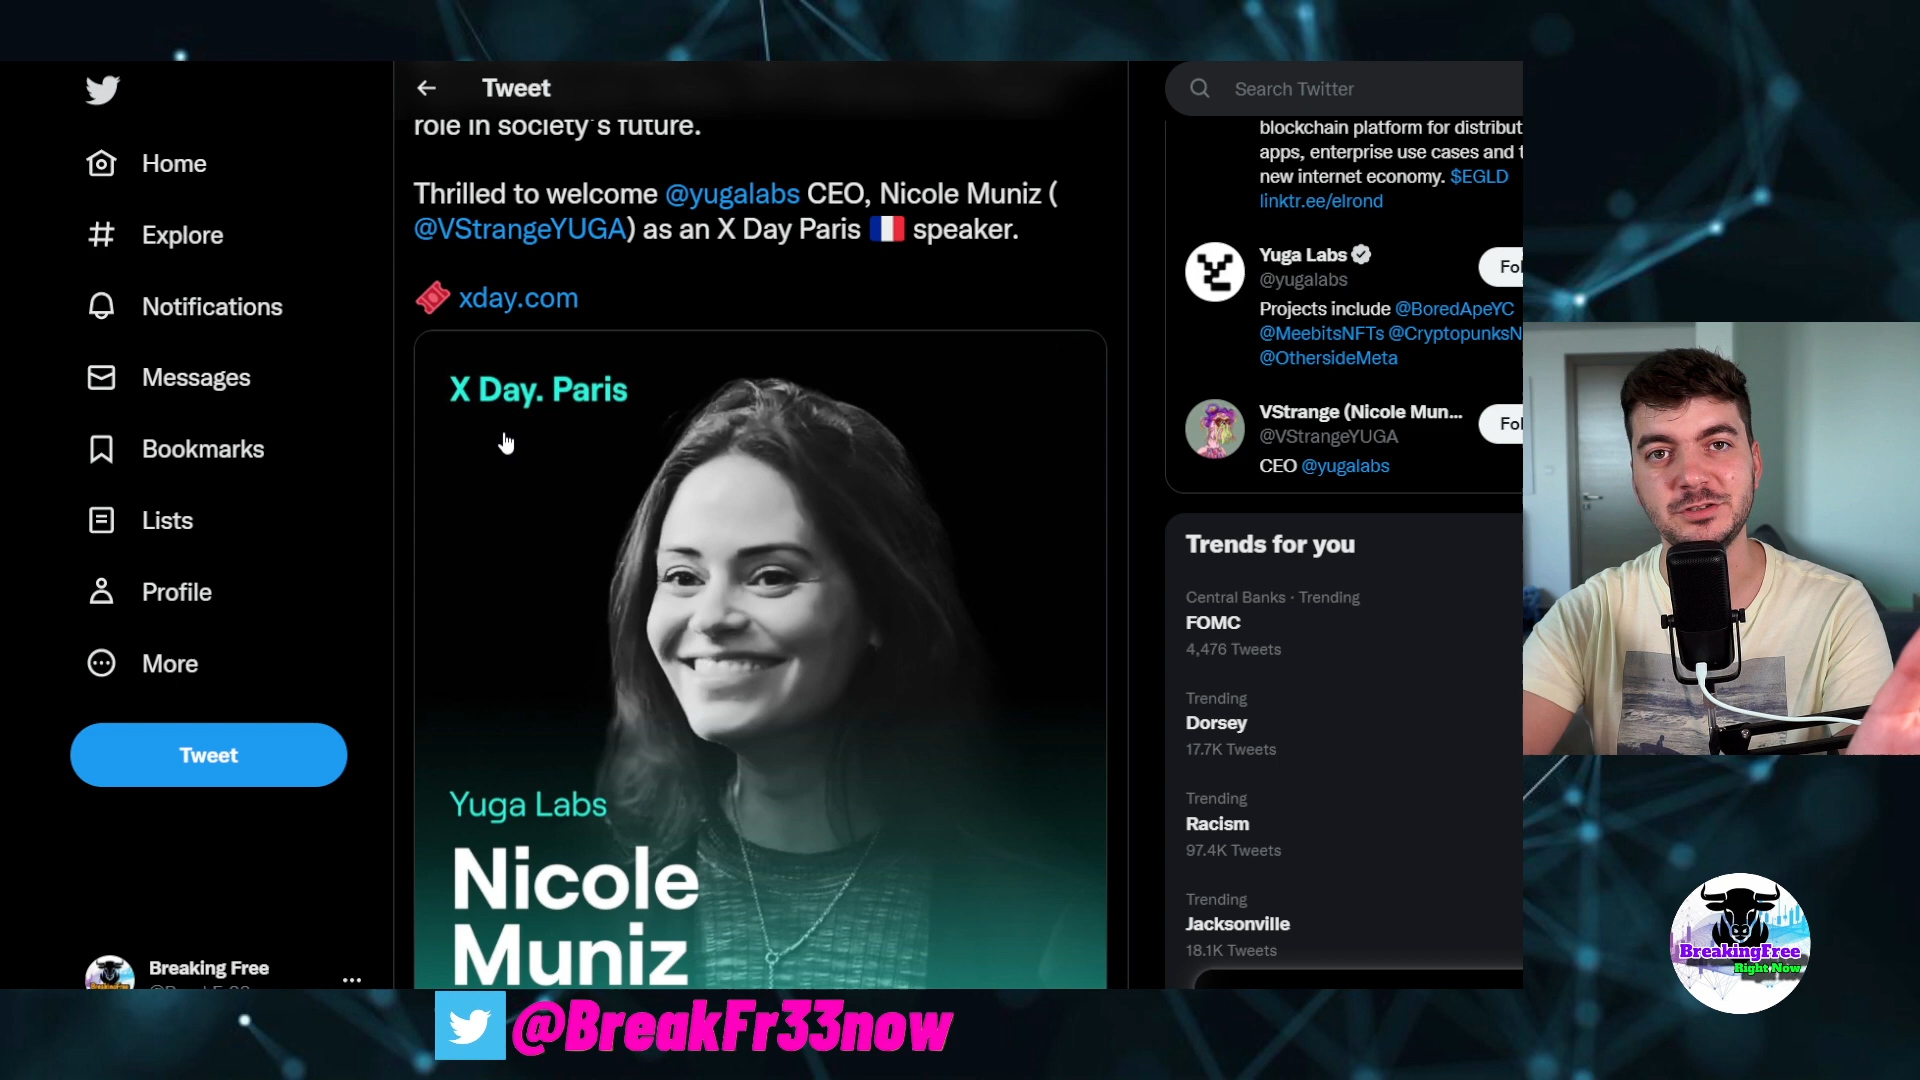 Home
Explore
Notifications
Messages
Bookmarks
Lists
Profile
More
Tweet
Breaking Free
Tweet
role in society's future.
Thrilled to welcome @yugalabs CEO, Nicole Muniz (
@VStrangeYUGA) as an X Day Paris 🇫🇷 speaker.
🎟️ xday.com
X Day. Paris
Yuga Labs
Nicole
Muniz
Search Twitter
blockchain platform for distribut
apps, enterprise use cases and t
new internet economy. $EGLD
linktr.ee/elrond
Yuga Labs
@yugalabs
Fol
Projects include @BoredApeYC
@MeebitsNFTs @CryptopunksN
@OthersideMeta
VStrange (Nicole Mun...
@VStrangeYUGA
Fol
CEO @yugalabs
Trends for you
Central Banks · Trending
FOMC
4,476 Tweets
Trending
Dorsey
17.7K Tweets
Trending
Racism
97.4K Tweets
Trending
Jacksonville
18.1K Tweets
BreakingFree
Right Now
@BreakFr33now